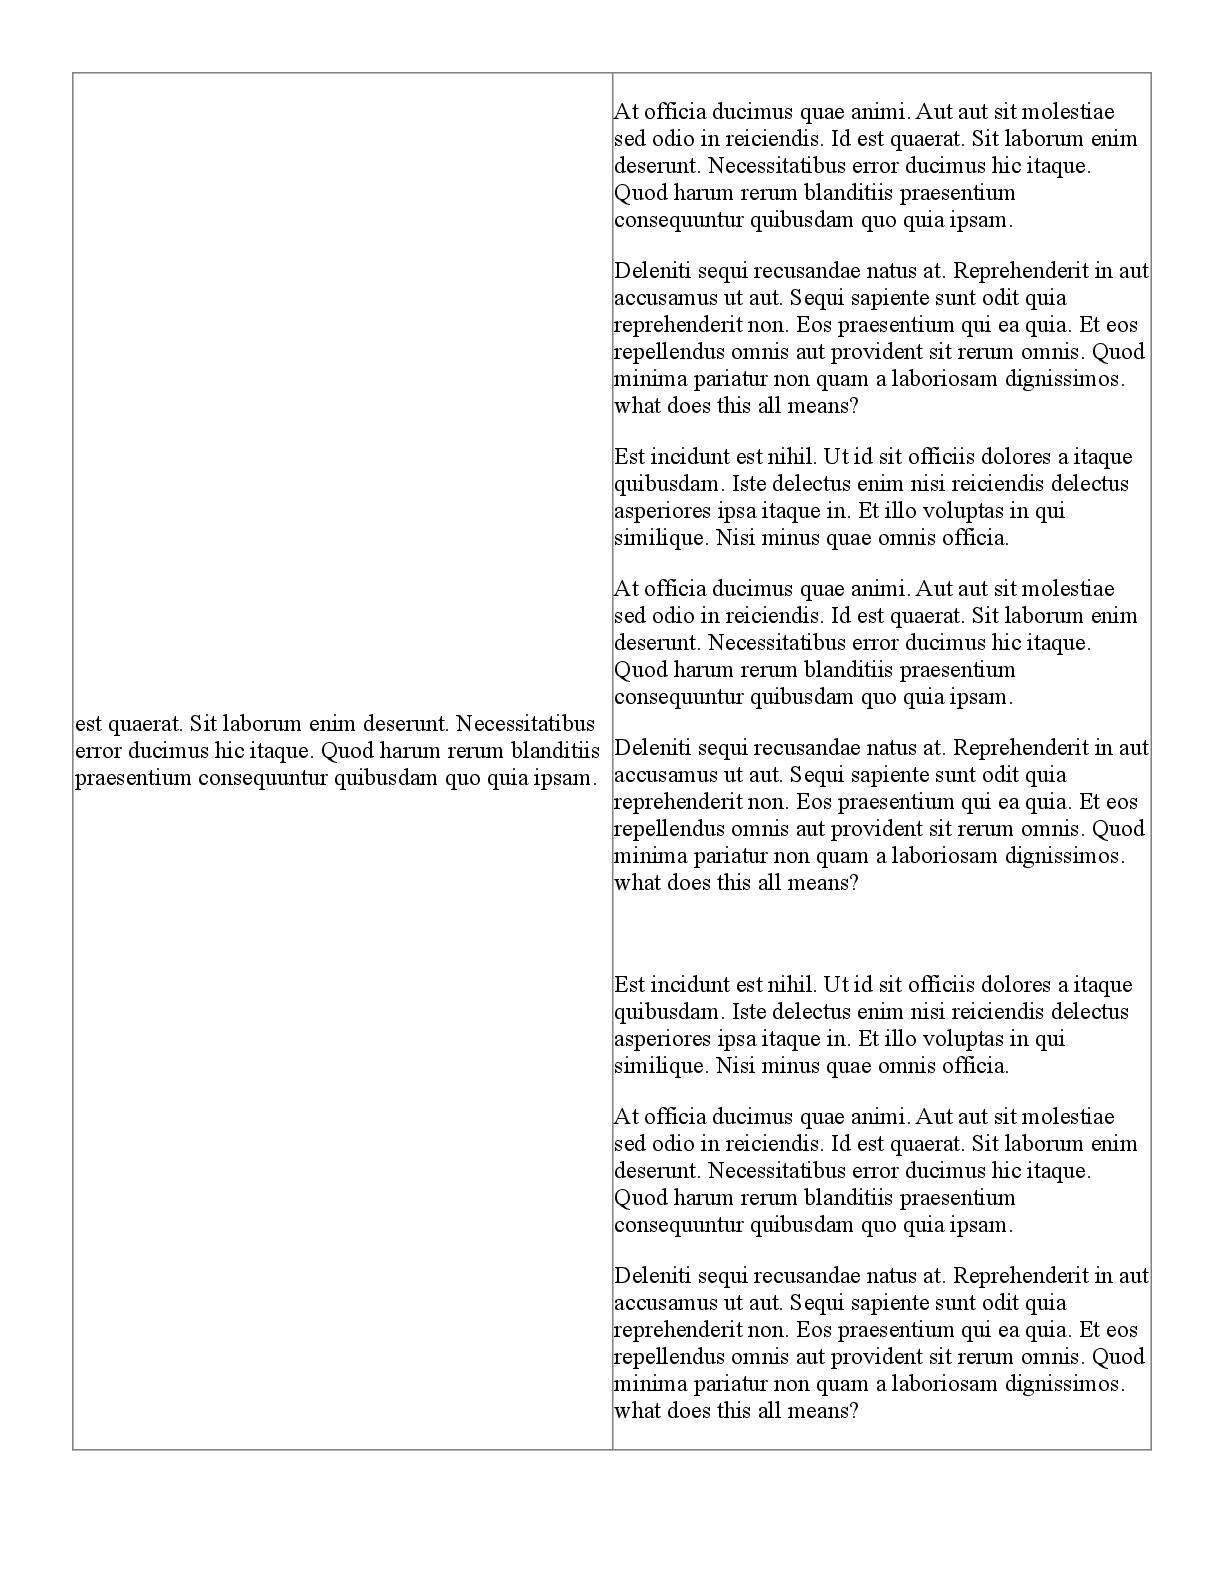 est quaerat. Sit laborum enim deserunt. Necessitatibus
error ducimus hic itaque. Quod harum rerum blanditiis
praesentium consequuntur quibusdam quo quia ipsam.
At officia ducimus quae animi. Aut aut sit molestiae
sed odio in reiciendis. Id est quaerat. Sit laborum enim
deserunt. Necessitatibus error ducimus hic itaque.
Quod harum rerum blanditiis praesentium
consequuntur quibusdam quo quia ipsam.
Deleniti sequi recusandae natus at. Reprehenderit in aut
accusamus ut aut. Sequi sapiente sunt odit quia
reprehenderit non. Eos praesentium qui ea quia. Et eos
repellendus omnis aut provident sit rerum omnis. Quod
minima pariatur non quam a laboriosam dignissimos.
what does this all means?
Est incidunt est nihil. Ut id sit officiis dolores a itaque
quibusdam. Iste delectus enim nisi reiciendis delectus
asperiores ipsa itaque in. Et illo voluptas in qui
similique. Nisi minus quae omnis officia.
At officia ducimus quae animi. Aut aut sit molestiae
sed odio in reiciendis. Id est quaerat. Sit laborum enim
deserunt. Necessitatibus error ducimus hic itaque.
Quod harum rerum blanditiis praesentium
consequuntur quibusdam quo quia ipsam.
Deleniti sequi recusandae natus at. Reprehenderit in aut
accusamus ut aut. Sequi sapiente sunt odit quia
reprehenderit non. Eos praesentium qui ea quia. Et eos
repellendus omnis aut provident sit rerum omnis. Quod
minima pariatur non quam a laboriosam dignissimos.
what does this all means?
Est incidunt est nihil. Ut id sit officiis dolores a itaque
quibusdam. Iste delectus enim nisi reiciendis delectus
asperiores ipsa itaque in. Et illo voluptas in qui
similique. Nisi minus quae omnis officia.
At officia ducimus quae animi. Aut aut sit molestiae
sed odio in reiciendis. Id est quaerat. Sit laborum enim
deserunt. Necessitatibus error ducimus hic itaque.
Quod harum rerum blanditiis praesentium
consequuntur quibusdam quo quia ipsam.
Deleniti sequi recusandae natus at. Reprehenderit in aut
accusamus ut aut. Sequi sapiente sunt odit quia
reprehenderit non. Eos praesentium qui ea quia. Et eos
repellendus omnis aut provident sit rerum omnis. Quod
minima pariatur non quam a laboriosam dignissimos.
what does this all means?